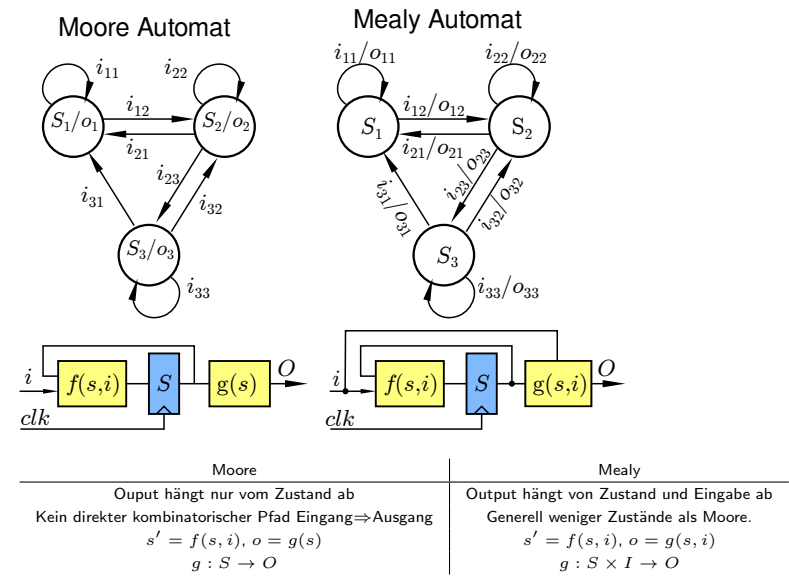 Moore Automat
i₁₁
i₂₂
S₁/o₁
i₁₂
S₂/o₂
i₂₁
i₂₃
i₃₁
i₃₂
S₃/o₃
i₃₃
i
f(s,i)
S
g(s)
O
clk
Mealy Automat
i₁₁/o₁₁
i₂₂/o₂₂
S₁
i₁₂/o₁₂
S₂
i₂₁/o₂₁
i₂₃/o₂₃
i₃₁/o₃₁
i₃₂/o₃₂
S₃
i₃₃/o₃₃
i
f(s,i)
S
g(s,i)
O
clk
Moore Mealy
Ouput hängt nur vom Zustand ab Output hängt von Zustand und Eingabe ab
Kein direkter kombinatorischer Pfad Eingang⇒Ausgang Generell weniger Zustände als Moore.
s′ = f(s, i), o = g(s) s′ = f(s, i), o = g(s, i)
g : S → O g : S × I → O